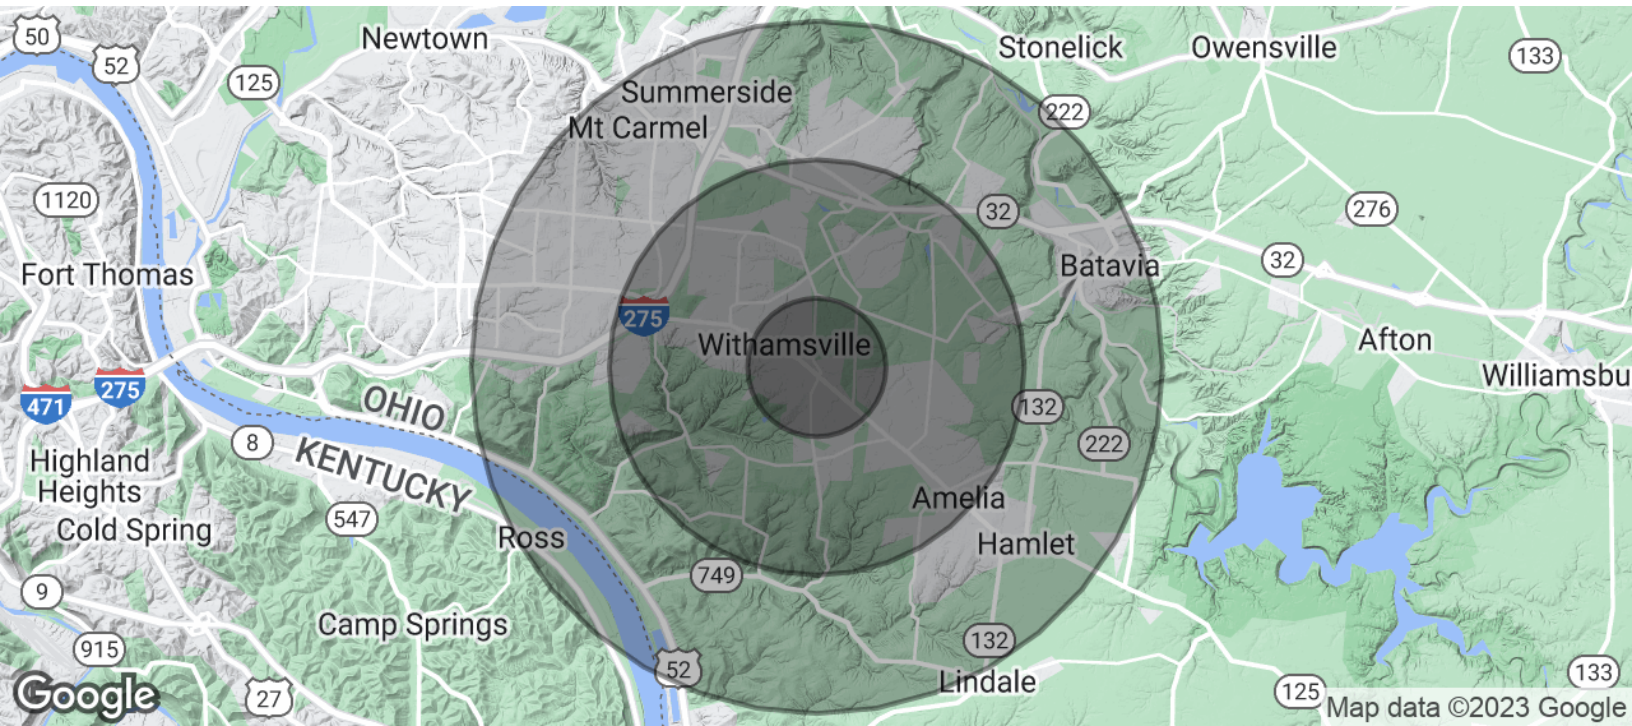 50
Newtown
Stonelick
Owensville
133
52
125
Summerside
222
Mt Carmel
1120
32
276
Fort Thomas
Batavia
32
275
Withamsville
Afton
Williamsbu
275
471
OHIO
132
8
222
KENTUCKY
Highland
Heights
Amelia
547
Cold Spring
Ross
Hamlet
749
9
Camp Springs
132
915
52
Lindale
133
Google
27
125
Map data ©2023 Google